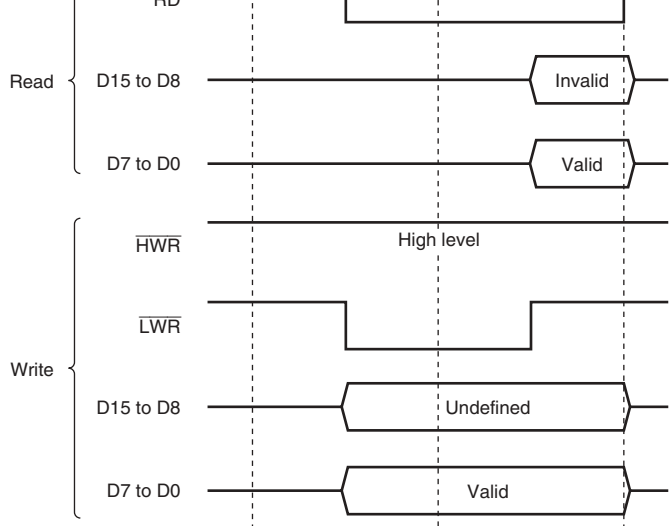 RD
Read
D15 to D8
Invalid
D7 to D0
Valid
HWR
High level
LWR
Write
D15 to D8
Undefined
D7 to D0
Valid